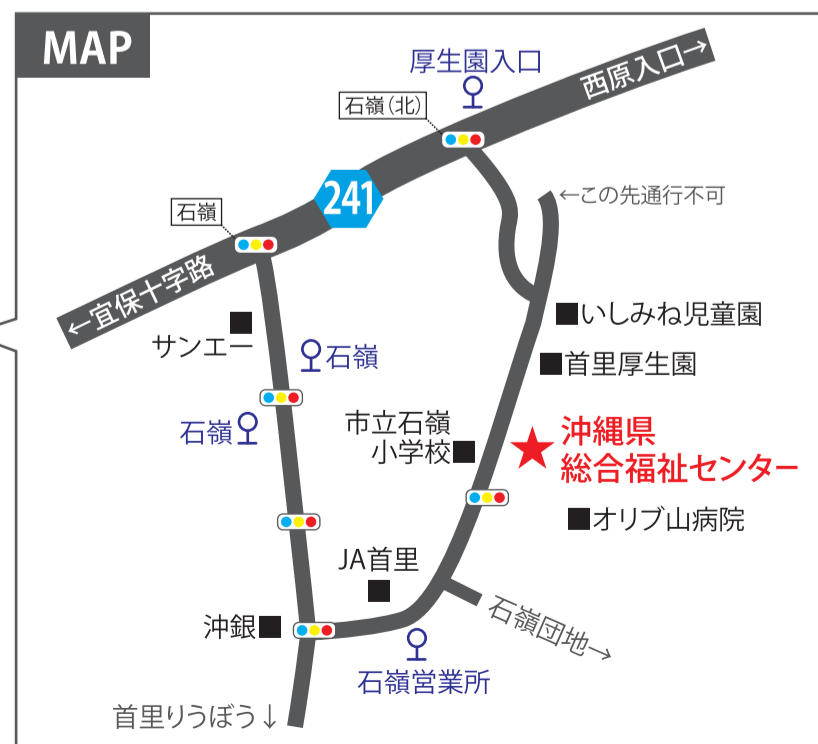 MAP
厚生園入口
西原入口→
石嶺(北)
241
←この先通行不可
石嶺
←宜保十字路
いしみね児童園
サンエー
石嶺
首里厚生園
市立石嶺
小学校
石嶺
沖縄県
総合福祉センター
オリブ山病院
JA首里
石嶺団地→
沖銀
石嶺営業所
首里りうぼう↓